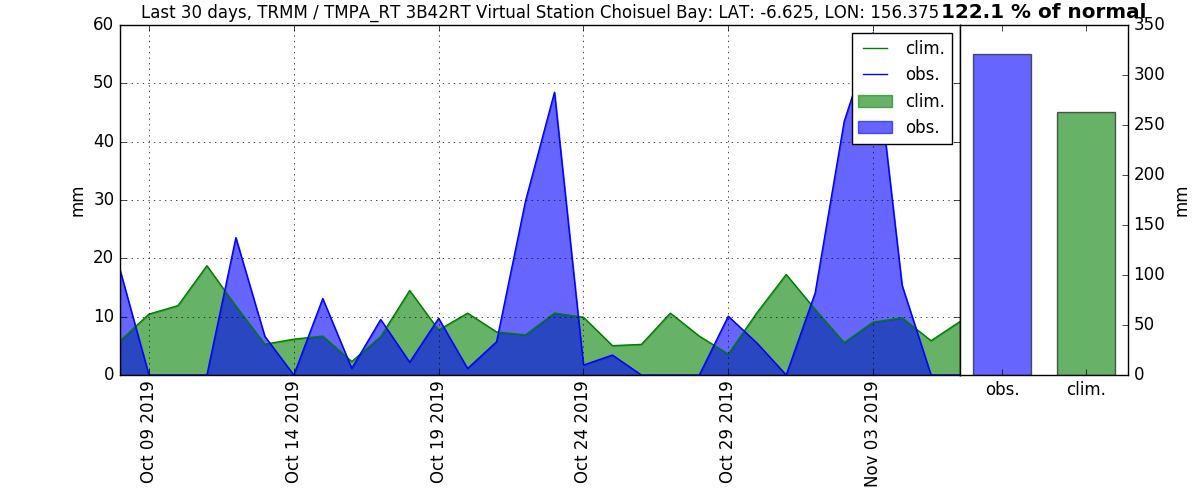 Last 30 days, TRMM / TMPA_RT 3B42RT Virtual Station Choisuel Bay: LAT: -6.625, LON: 156.375
122.1 % of normal
mm
60
50
40
30
20
10
0
clim.
obs.
clim.
obs.
Oct 09 2019
Oct 14 2019
Oct 19 2019
Oct 24 2019
Oct 29 2019
Nov 03 2019
350
300
250
200
150
100
50
0
mm
obs.
clim.